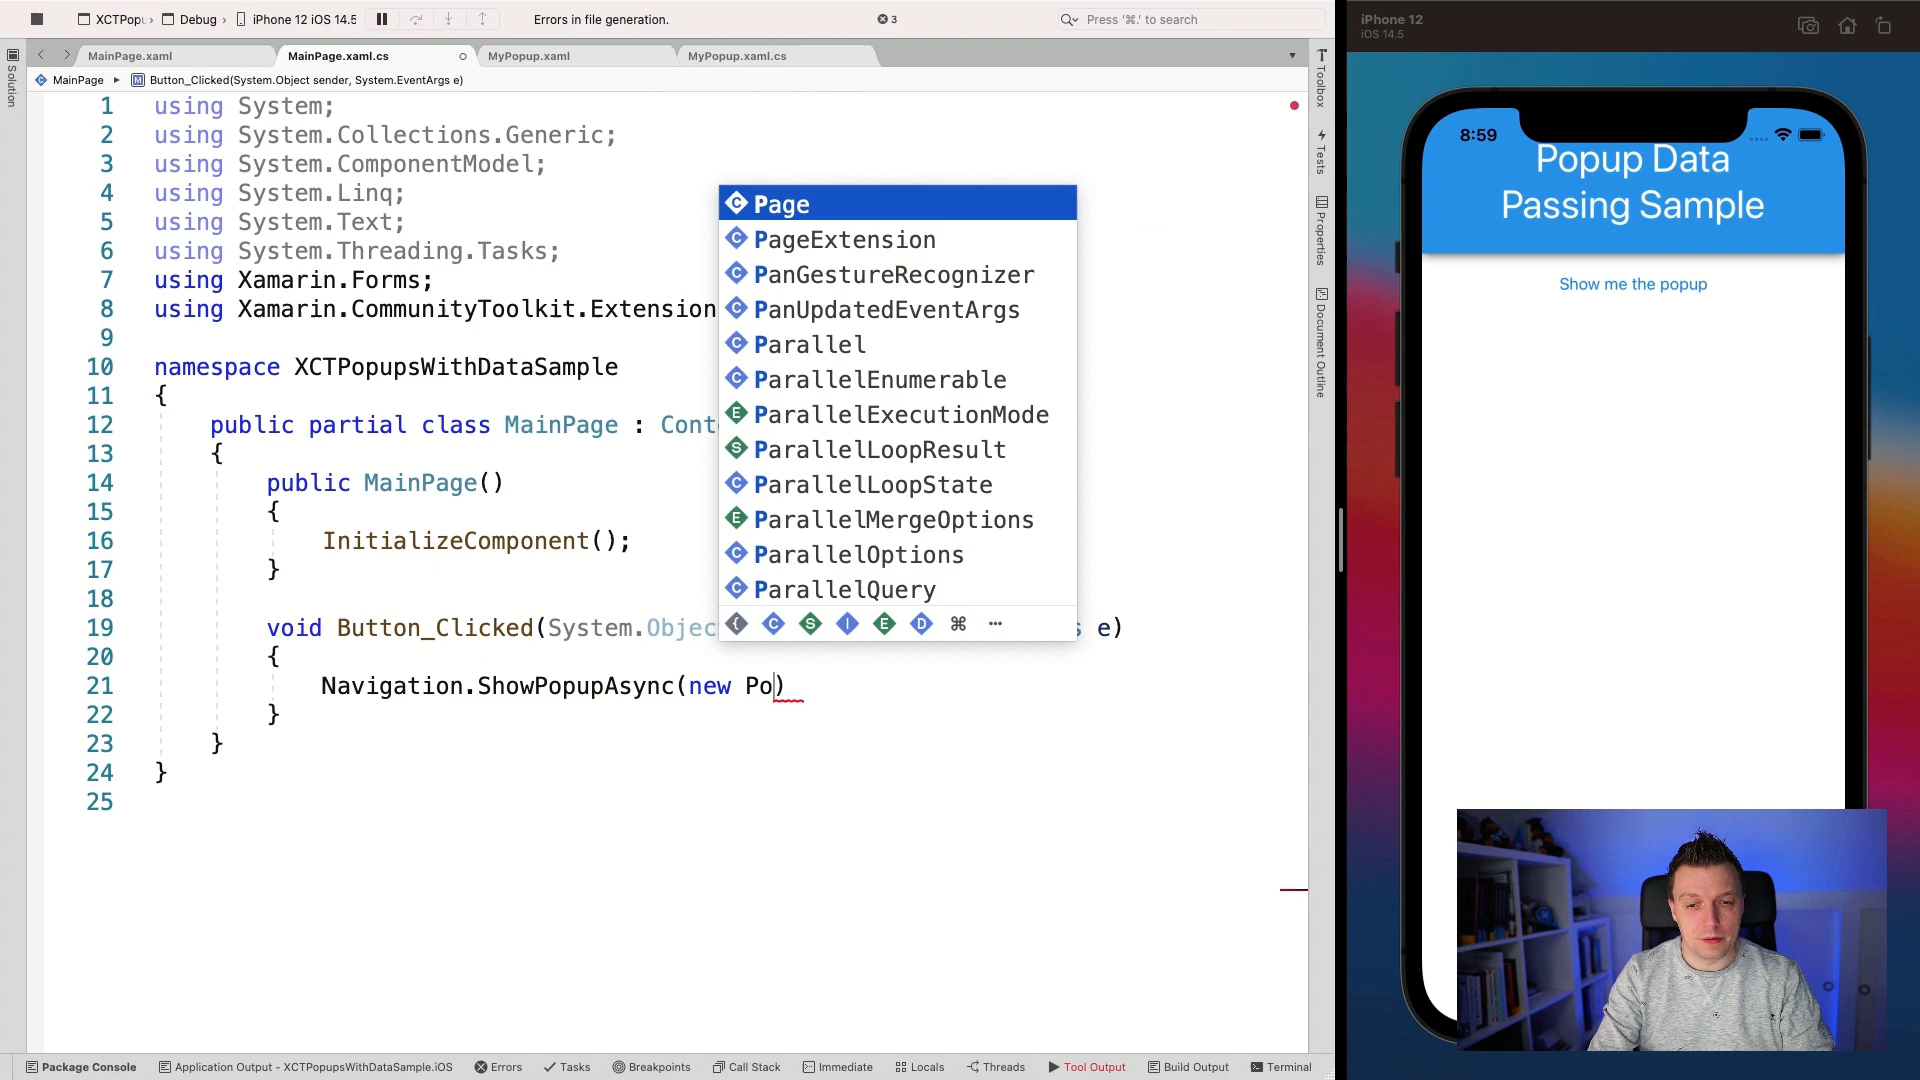 XCTPopu › Debug › iPhone 12 iOS 14.5
Errors in file generation.
3
Press '⌘.' to search
MainPage.xaml
MainPage.xaml.cs
MyPopup.xaml
MyPopup.xaml.cs
MainPage ▸ Button_Clicked(System.Object sender, System.EventArgs e)
Solution
1 using System;
2 using System.Collections.Generic;
3 using System.ComponentModel;
4 using System.Linq;
5 using System.Text;
6 using System.Threading.Tasks;
7 using Xamarin.Forms;
8 using Xamarin.CommunityToolkit.Extension
9
10 namespace XCTPopupsWithDataSample
11 {
12 public partial class MainPage : Conte
13 {
14 public MainPage()
15 {
16 InitializeComponent();
17 }
18
19 void Button_Clicked(System.Objec s e)
20 {
21 Navigation.ShowPopupAsync(new Po)
22 }
23 }
24 }
25
Page
PageExtension
PanGestureRecognizer
PanUpdatedEventArgs
Parallel
ParallelEnumerable
ParallelExecutionMode
ParallelLoopResult
ParallelLoopState
ParallelMergeOptions
ParallelOptions
ParallelQuery
{ C S I E D ⌘ •••
Toolbox
Tests
Properties
Document Outline
Package Console
Application Output - XCTPopupsWithDataSample.iOS
Errors
Tasks
Breakpoints
Call Stack
Immediate
Locals
Threads
Tool Output
Build Output
Terminal
iPhone 12
iOS 14.5
8:59
Popup Data
Passing Sample
Show me the popup